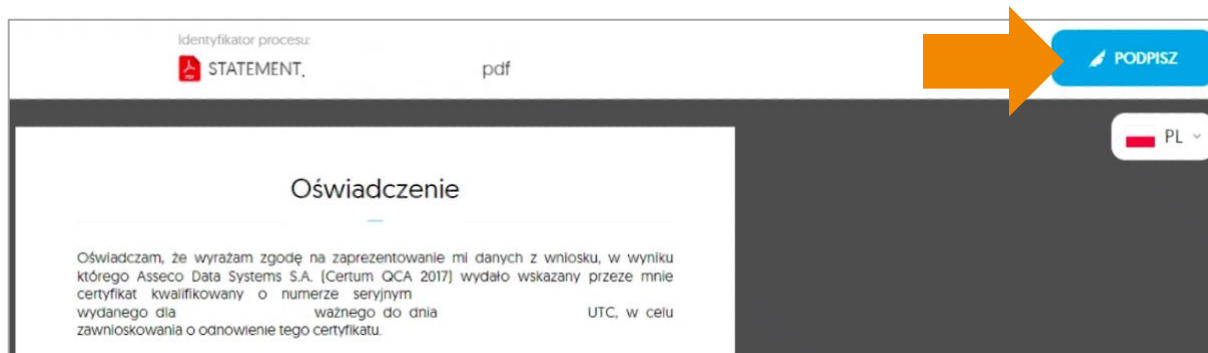 Identyfikator procesu:
STATEMENT. pdf
PODPISZ
PL
Oświadczenie
Oświadczam, że wyrażam zgodę na zaprezentowanie mi danych z wniosku, w wyniku
którego Asseco Data Systems S.A. (Certum QCA 2017) wydało wskazany przeze mnie
certyfikat kwalifikowany o numerze seryjnym
wydanego dla ważnego do dnia UTC, w celu
zawnioskowania o odnowienie tego certyfikatu.